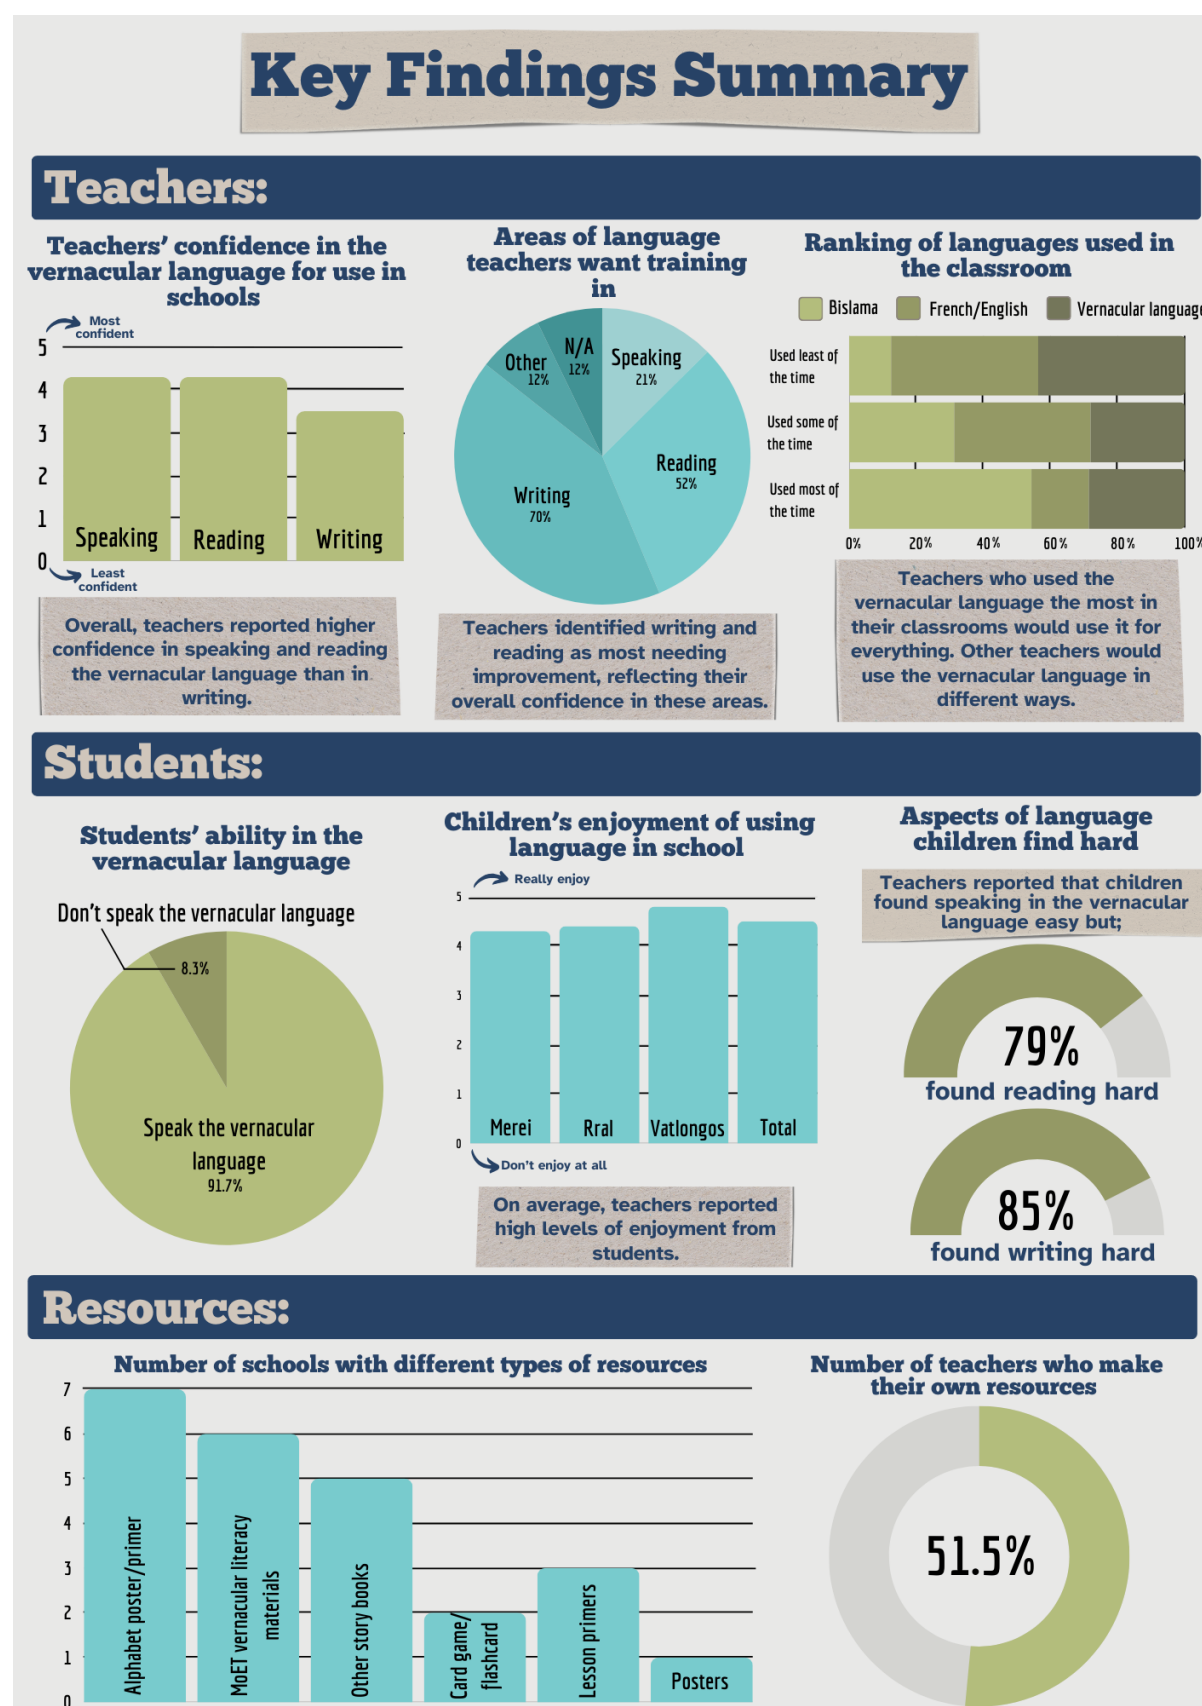 Key Findings Summary
Teachers:
Teachers' confidence in the
vernacular language for use in
schools
Most
confident
5
4
3
2
1
0
Speaking
Reading
Writing
Least
confident
Overall, teachers reported higher
confidence in speaking and reading
the vernacular language than in
writing.
Areas of language
teachers want training
in
N/A
12%
Speaking
21%
Other
12%
Reading
52%
Writing
70%
Teachers identified writing and
reading as most needing
improvement, reflecting their
overall confidence in these areas.
Ranking of languages used in
the classroom
Bislama
French/English
Vernacular language
Used least of
the time
Used some of
the time
Used most of
the time
0%
20%
40%
60%
80%
100%
Teachers who used the
vernacular language the most in
their classrooms would use it for
everything. Other teachers would
use the vernacular language in
different ways.
Students:
Students' ability in the
vernacular language
Don't speak the vernacular language
8.3%
Speak the vernacular
language
91.7%
Children's enjoyment of using
language in school
Really enjoy
5
4
3
2
1
0
Merei
Rral
Vatlongos
Total
Don't enjoy at all
On average, teachers reported
high levels of enjoyment from
students.
Aspects of language
children find hard
Teachers reported that children
found speaking in the vernacular
language easy but;
79%
found reading hard
85%
found writing hard
Resources:
Number of schools with different types of resources
7
6
5
4
3
2
1
0
Alphabet poster/primer
MoET vernacular literacy
materials
Other story books
Card game/
flashcard
Lesson primers
Posters
Number of teachers who make
their own resources
51.5%